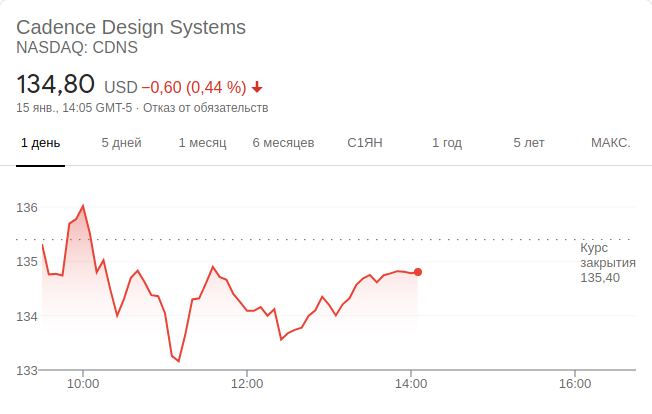 Cadence Design Systems
NASDAQ: CDNS
134,80 USD −0,60 (0,44 %)
15 янв., 14:05 GMT-5 · Отказ от обязательств
1 день 5 дней 1 месяц 6 месяцев С1ЯН 1 год 5 лет МАКС.
136
135
134
133
Курс
закрытия
135,40
10:00 12:00 14:00 16:00